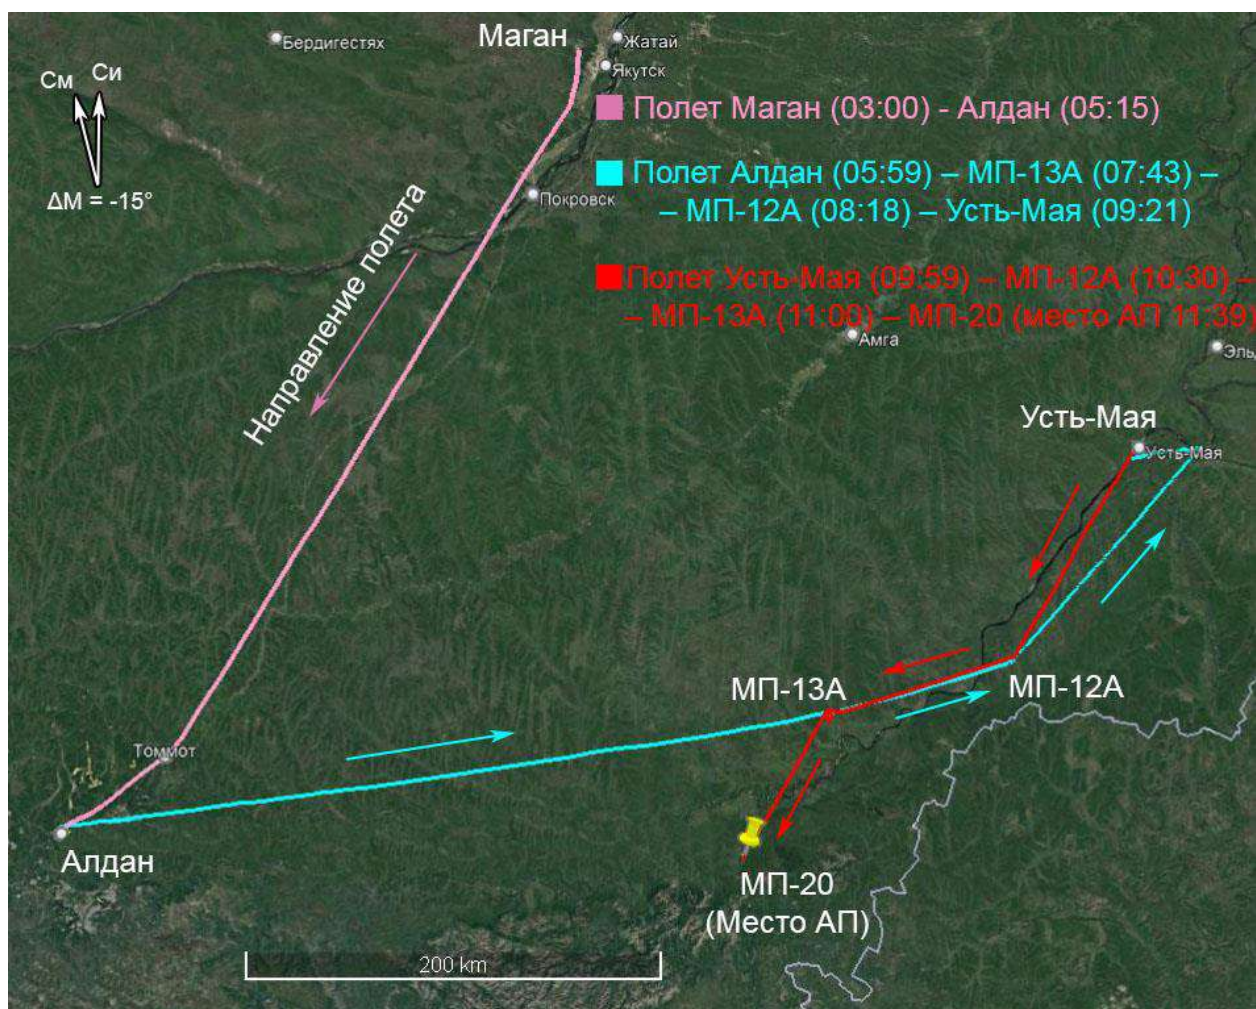 Маган
Бердигестях
Жатай
Якутск
См
Си
ΔМ = -15°
Полет Маган (03:00) - Алдан (05:15)
Полет Алдан (05:59) – МП-13А (07:43) –
– МП-12А (08:18) – Усть-Мая (09:21)
Покровск
Направление полета
Полет Усть-Мая (09:59) – МП-12А (10:30) –
– МП-13А (11:00) – МП-20 (место АП 11:39)
Амга
Усть-Мая
Усть-Мая
МП-13А
МП-12А
Томмот
Алдан
МП-20
(Место АП)
200 km